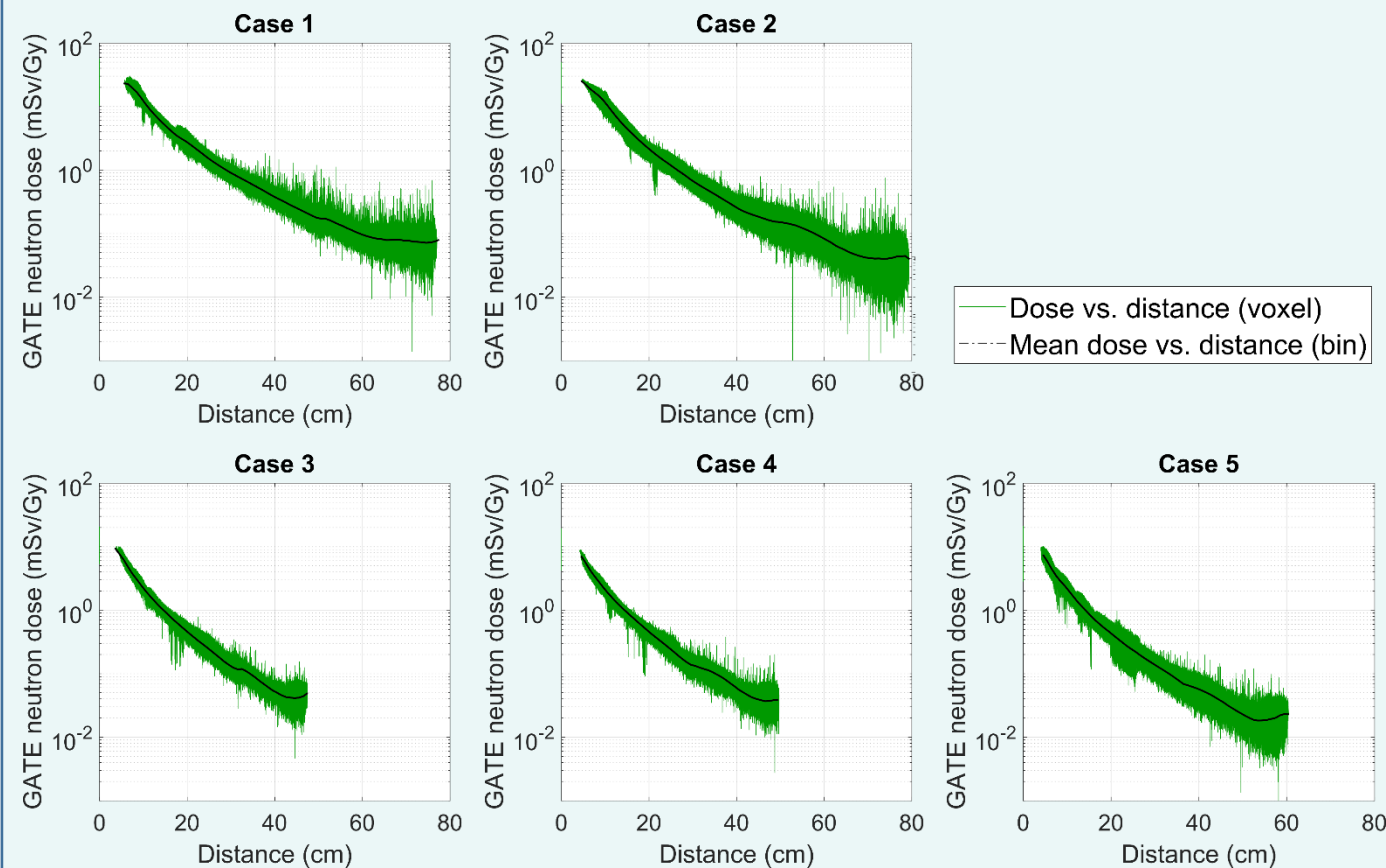 Case 1
GATE neutron dose (mSv/Gy)
10^2
10^0
10^-2
0 20 40 60 80
Distance (cm)
Case 2
GATE neutron dose (mSv/Gy)
10^2
10^0
10^-2
0 20 40 60 80
Distance (cm)
Dose vs. distance (voxel)
Mean dose vs. distance (bin)
Case 3
GATE neutron dose (mSv/Gy)
10^2
10^0
10^-2
0 20 40 60 80
Distance (cm)
Case 4
GATE neutron dose (mSv/Gy)
10^2
10^0
10^-2
0 20 40 60 80
Distance (cm)
Case 5
GATE neutron dose (mSv/Gy)
10^2
10^0
10^-2
0 20 40 60 80
Distance (cm)